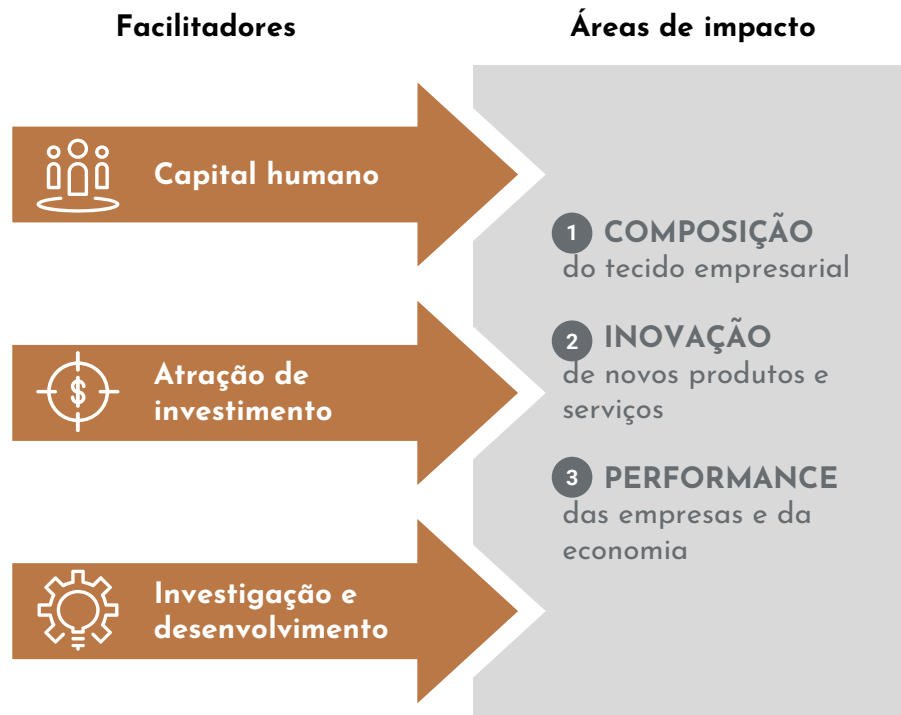 Facilitadores
Capital humano
$
Atração de
investimento
Investigação e
desenvolvimento
Áreas de impacto
1 COMPOSIÇÃO
do tecido empresarial
2 INOVAÇÃO
de novos produtos e
serviços
3 PERFORMANCE
das empresas e da
economia